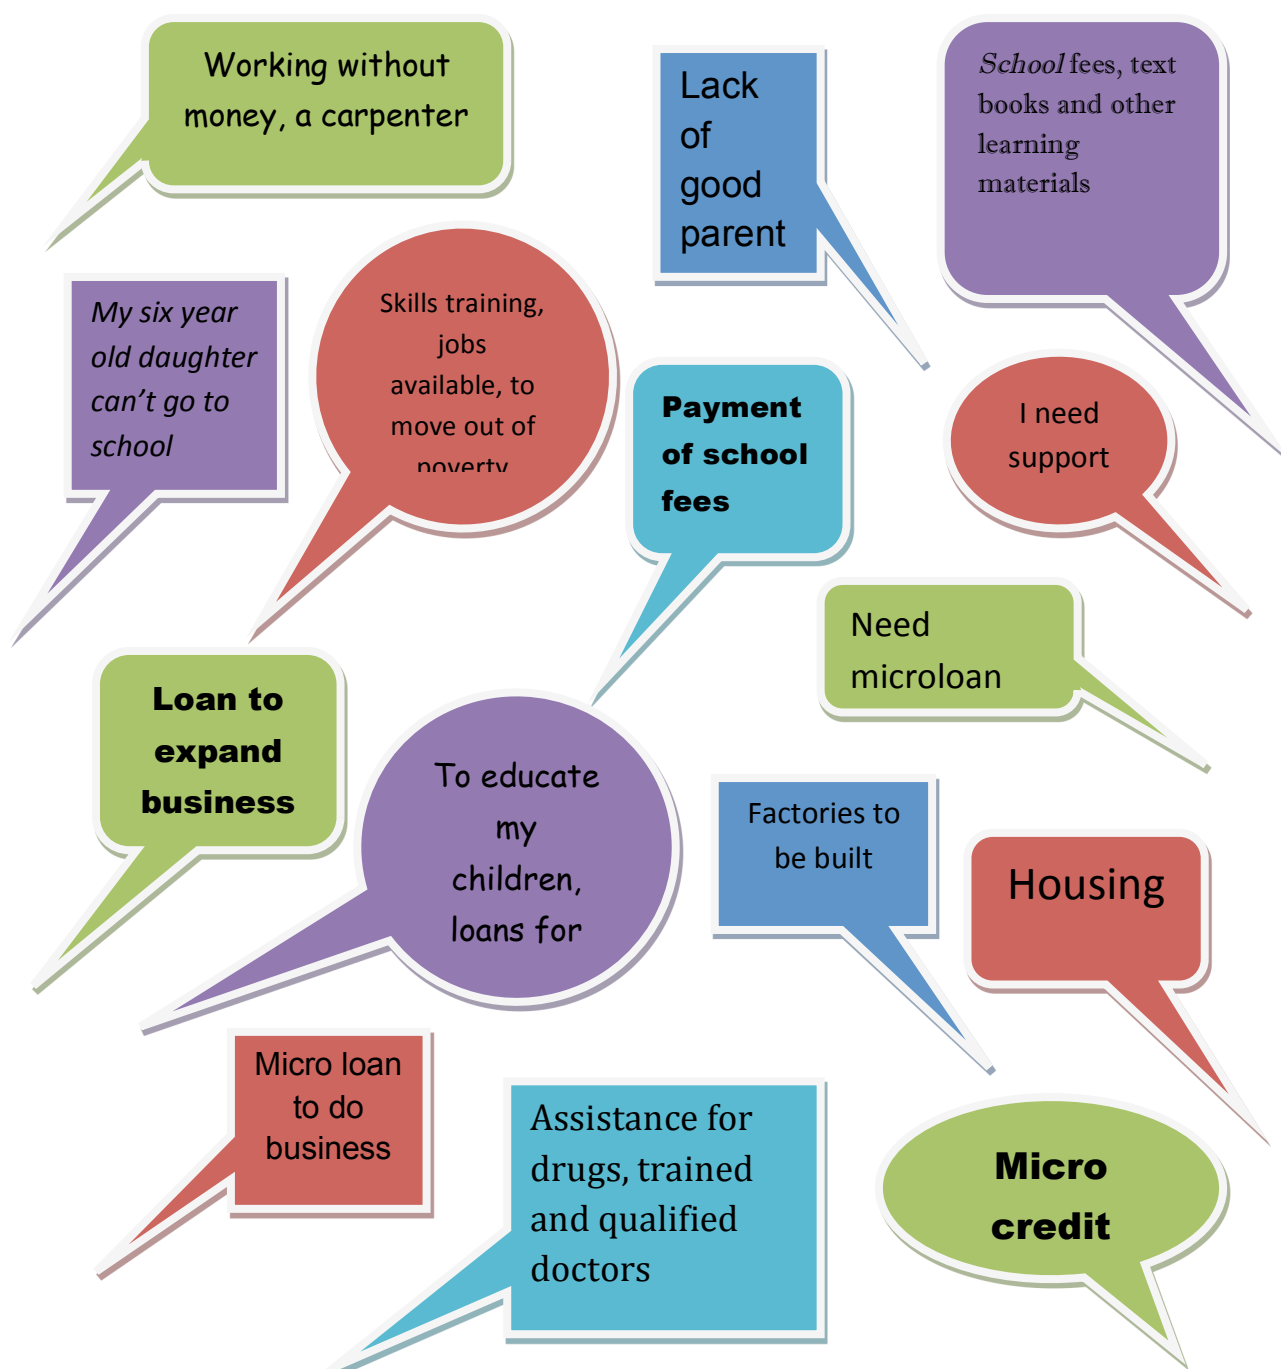 Working without
money, a carpenter
Lack
of
good
parent
School fees, text
books and other
learning
materials
My six year
old daughter
can't go to
school
Skills training,
jobs
available, to
move out of
poverty
Payment
of school
fees
I need
support
Need
microloan
Loan to
expand
business
To educate
my
children,
loans for
Factories to
be built
Housing
Micro loan
to do
business
Assistance for
drugs, trained
and qualified
doctors
Micro
credit